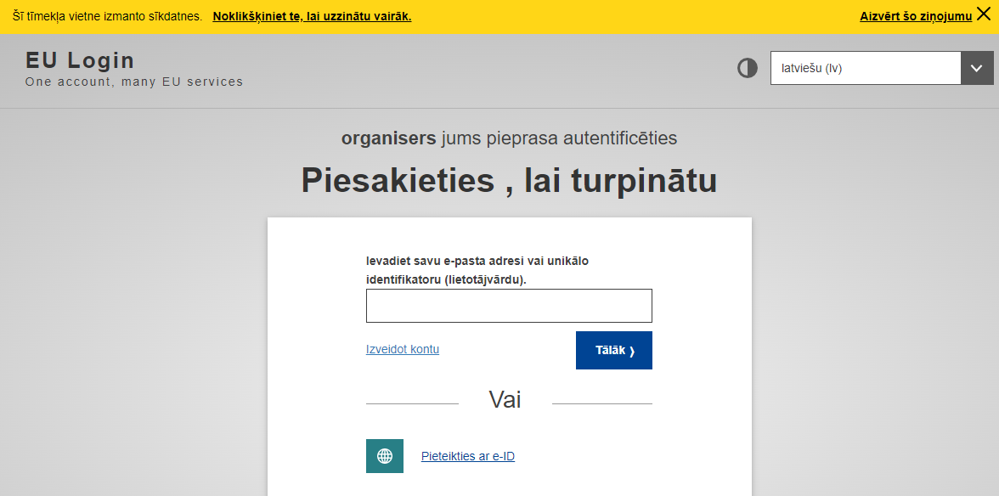 Šī tīmekļa vietne izmanto sīkdatnes. Noklikšķiniet te, lai uzzinātu vairāk. Aizvērt šo ziņojumu
EU Login
One account, many EU services
latviešu (lv)
organisers jums pieprasa autentificēties
Piesakieties , lai turpinātu
Ievadiet savu e-pasta adresi vai unikālo
identifikatoru (lietotājvārdu).
Izveidot kontu
Tālāk ❭
Vai
Pieteikties ar e-ID